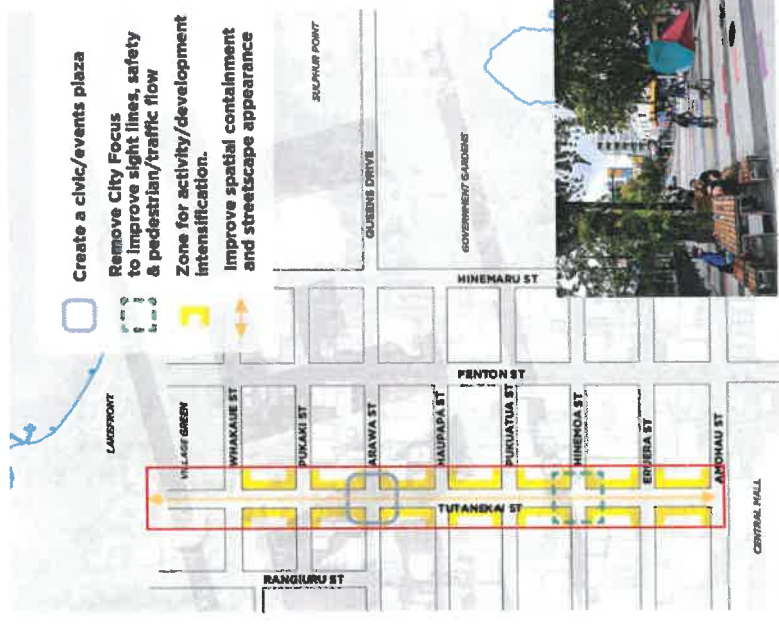 Create a civic/events plaza
Remove City Focus
to improve sight lines, safety
& pedestrian/traffic flow
Zone for activity/development
intensification.
Improve spatial containment
and streetscape appearance
SULPHUR POINT
QUEENS DRIVE
GOVERNMENT GARDENS
HINEMARU ST
LAKEFRONT
VILLAGE GREEN
FENTON ST
WHAKAUE ST
PUKAKI ST
ARAWA ST
HAUPAPA ST
PUKUATUA ST
HINEMOA ST
ERUERA ST
AMOHAU ST
TUTANEKAI ST
RANGIURU ST
CENTRAL MALL